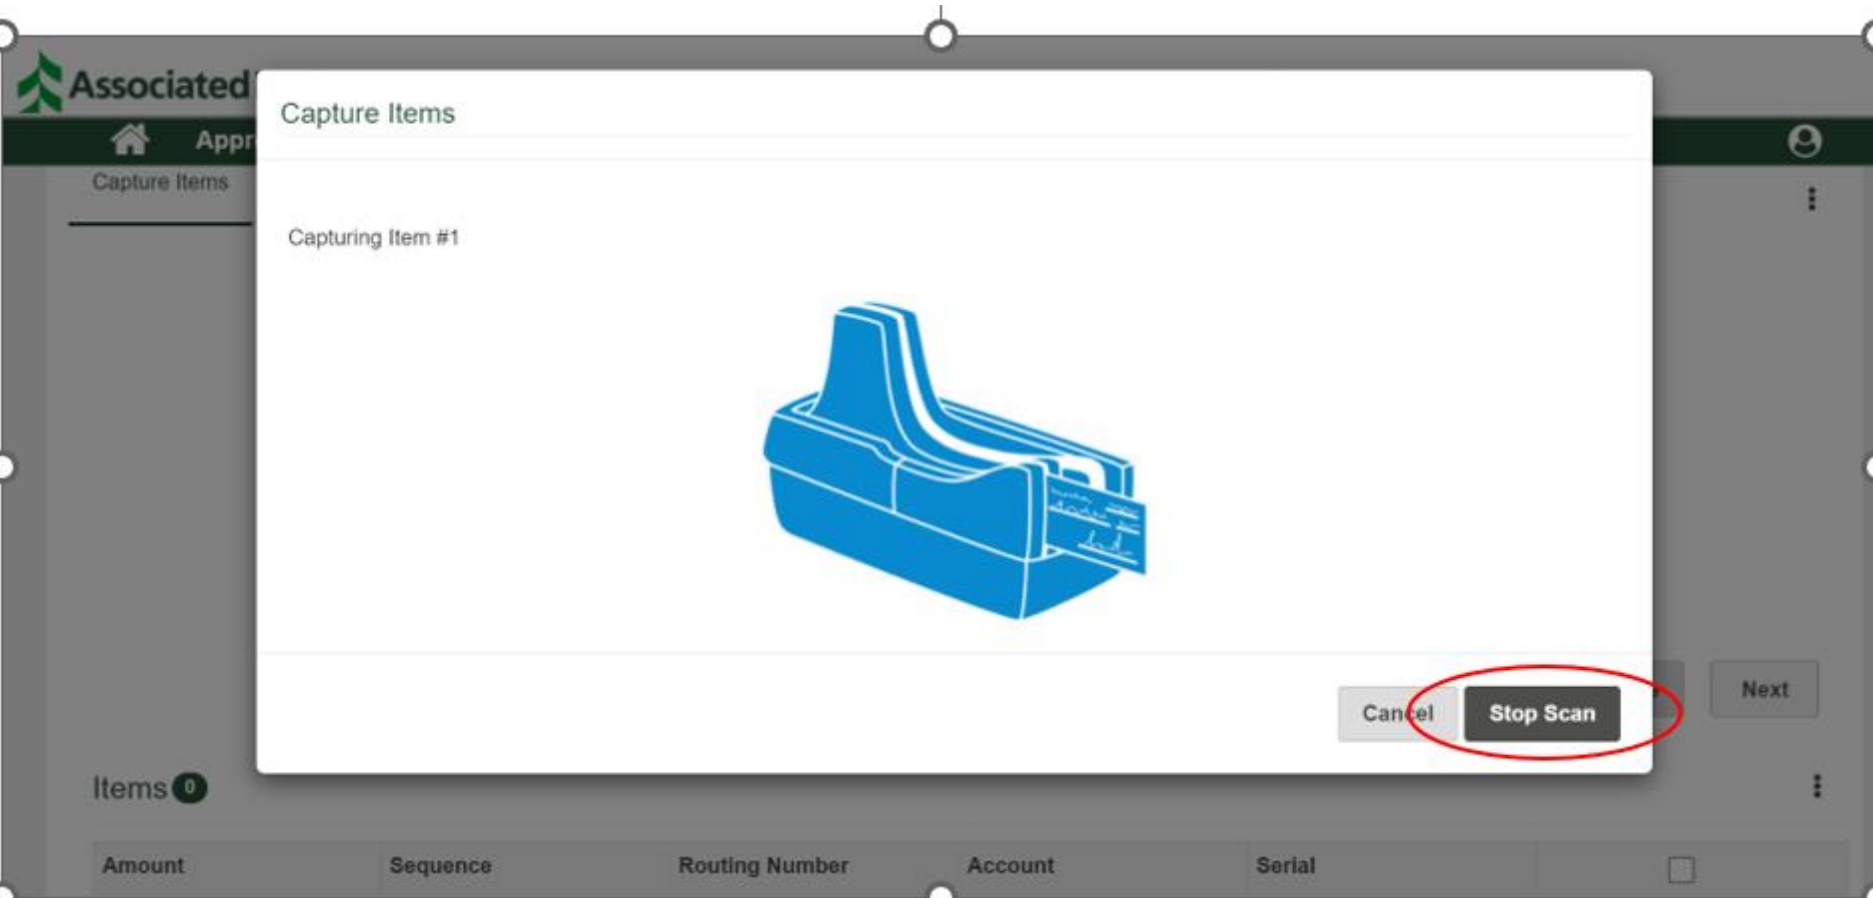 Associated
Capture Items
Appr
Capture Items
Capturing Item #1
Cancel
Stop Scan
Next
Items 0
Amount
Sequence
Routing Number
Account
Serial